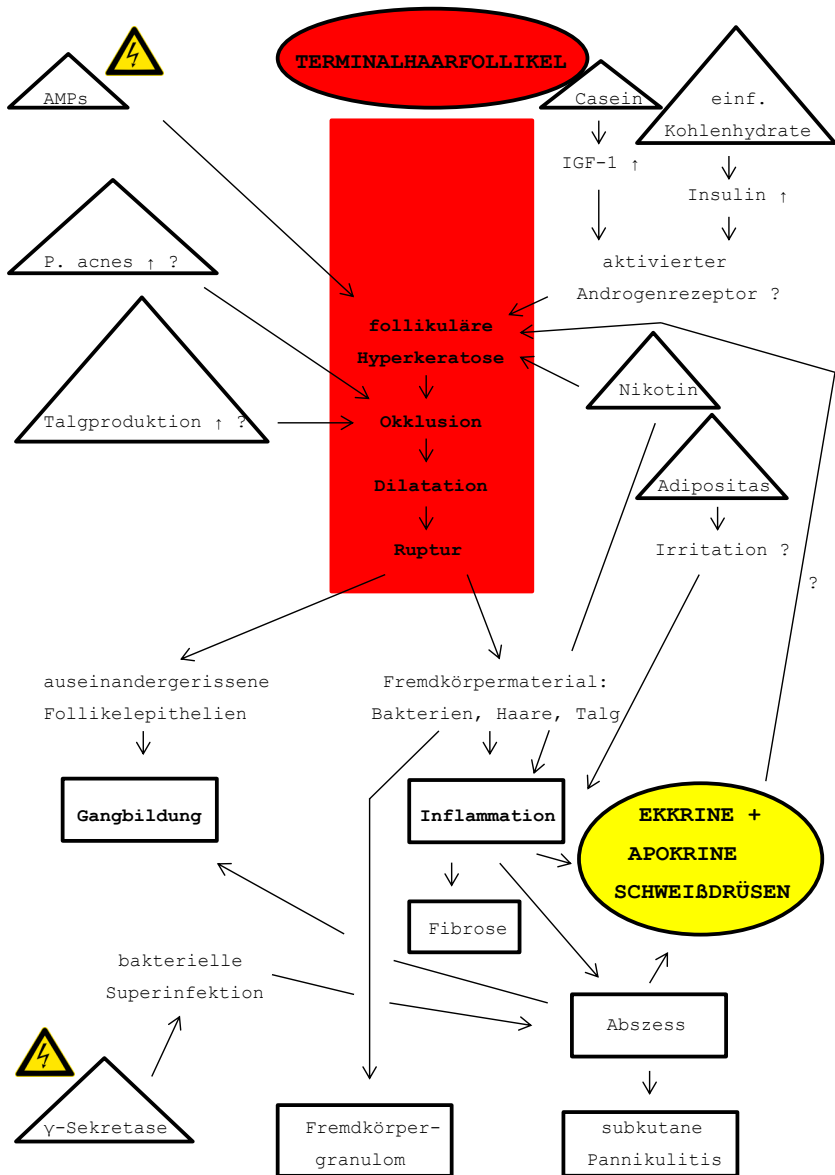 TERMINALHAARFOLLIKEL
AMPs
Casein
einf.
Kohlenhydrate
IGF-1 ↑
Insulin ↑
P. acnes ↑ ?
aktivierter
Androgenrezeptor ?
follikuläre
Hyperkeratose
Nikotin
Talgproduktion ↑ ?
Okklusion
Dilatation
Adipositas
Ruptur
Irritation ?
?
auseinandergerissene
Follikelepithelien
Fremdkörpermaterial:
Bakterien, Haare, Talg
Gangbildung
Inflammation
EKKRINE +
APOKRINE
SCHWEIßDRÜSEN
Fibrose
bakterielle
Superinfektion
Abszess
γ-Sekretase
Fremdkörper-
granulom
subkutane
Pannikulitis